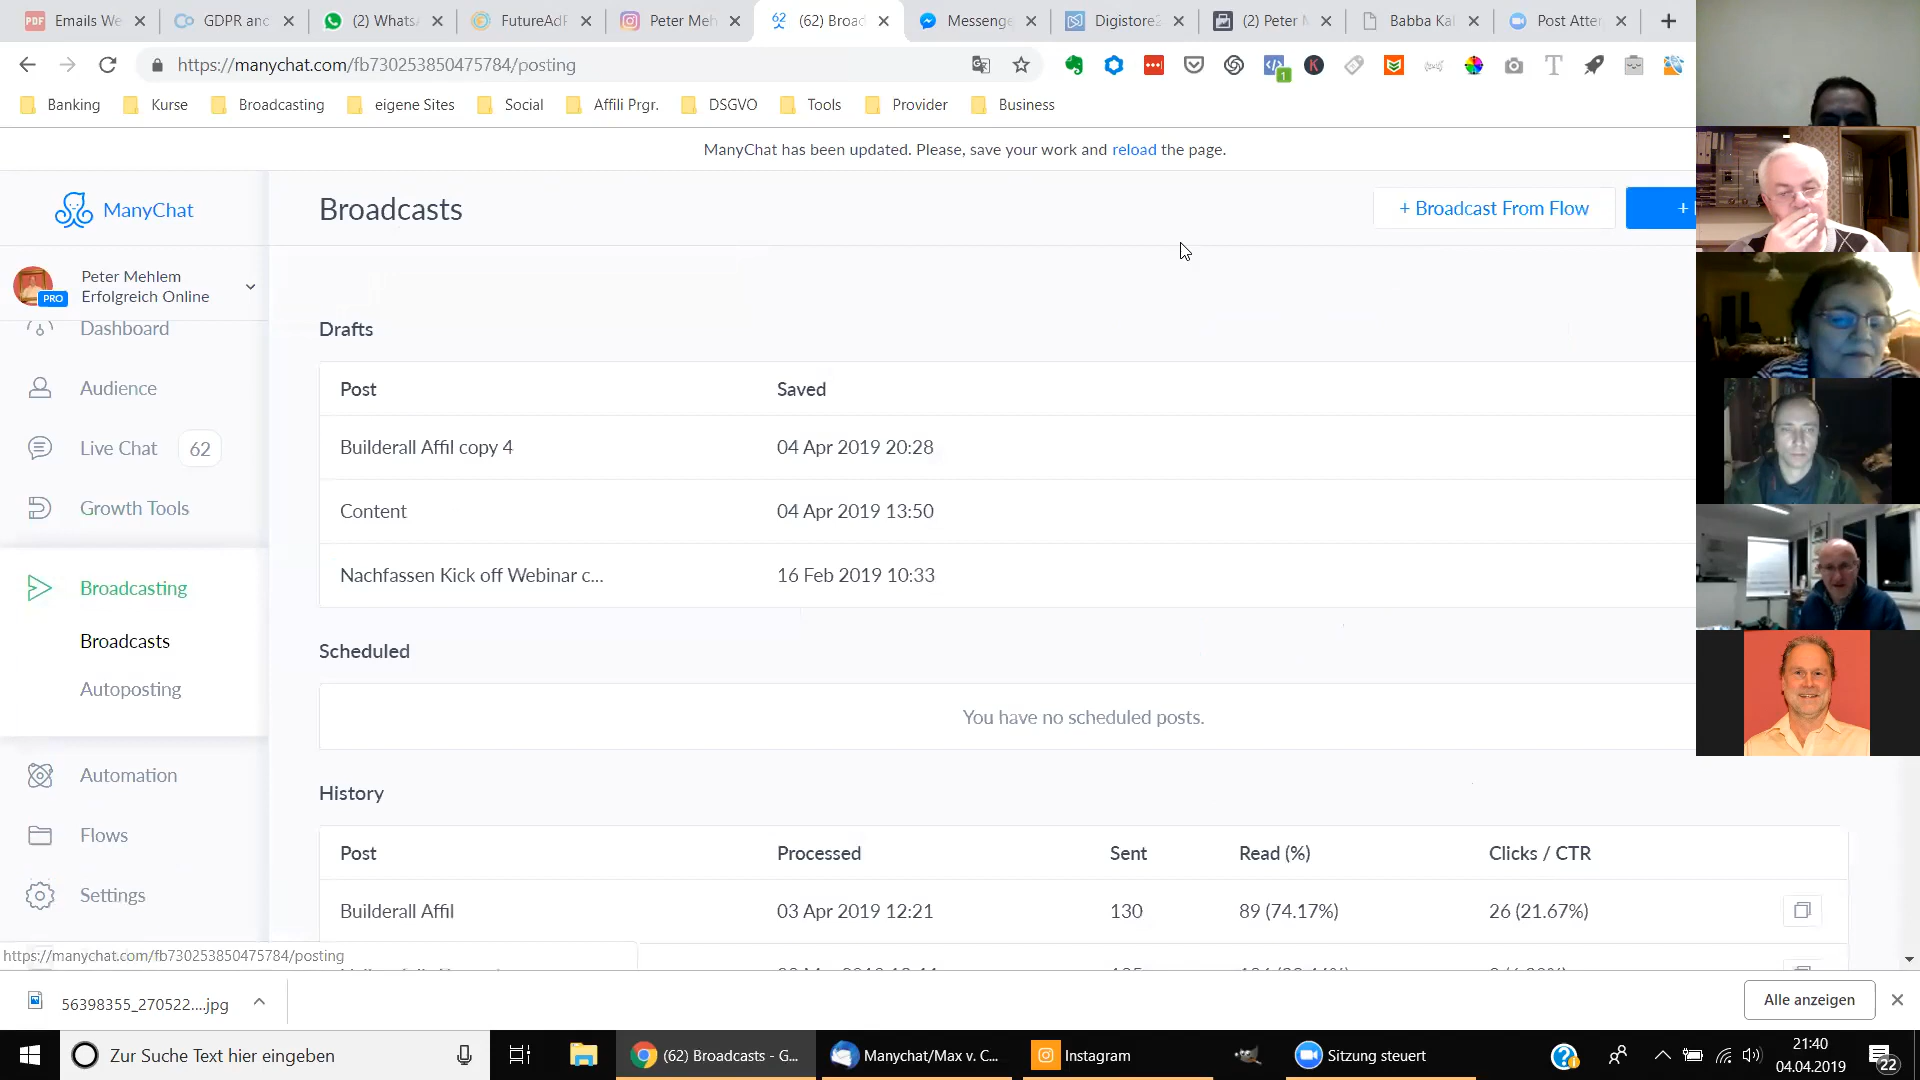 Emails We
GDPR and
(2) Whats
FutureAdP
Peter Meh
(62) Broad
Messenge
Digistore2
(2) Peter
Babba Kal
Post Atten
https://manychat.com/fb730253850475784/posting
Banking
Kurse
Broadcasting
eigene Sites
Social
Affili Prgr.
DSGVO
Tools
Provider
Business
ManyChat has been updated. Please, save your work and reload the page.
ManyChat
Broadcasts
+ Broadcast From Flow
+
Peter Mehlem
Erfolgreich Online
PRO
Dashboard
Audience
Live Chat 62
Growth Tools
Broadcasting
Broadcasts
Autoposting
Automation
Flows
Settings
Drafts
Post Saved
Builderall Affil copy 4 04 Apr 2019 20:28
Content 04 Apr 2019 13:50
Nachfassen Kick off Webinar c... 16 Feb 2019 10:33
Scheduled
You have no scheduled posts.
History
Post Processed Sent Read (%) Clicks / CTR
Builderall Affil 03 Apr 2019 12:21 130 89 (74.17%) 26 (21.67%)
https://manychat.com/fb730253850475784/posting
56398355_270522....jpg
Alle anzeigen
Zur Suche Text hier eingeben
(62) Broadcasts - G...
Manychat/Max v. C...
Instagram
Sitzung steuert
21:40
04.04.2019
22